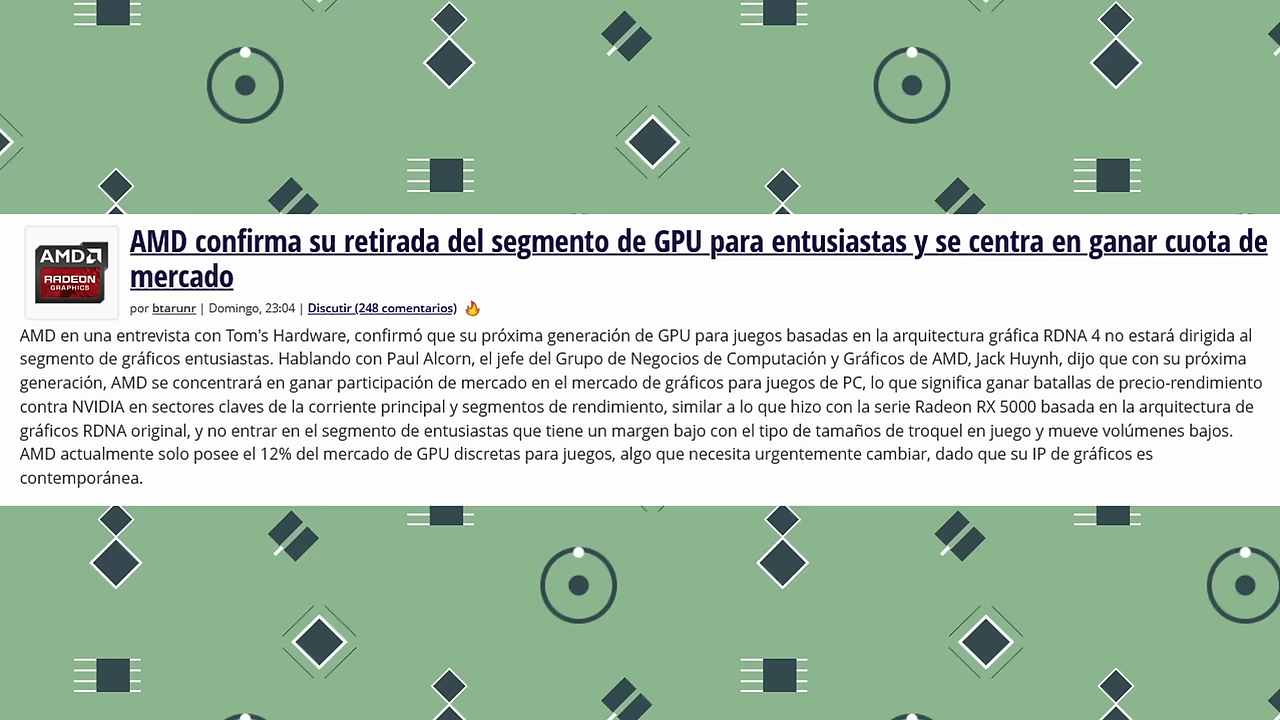 AMD
RADEON
GRAPHICS
AMD confirma su retirada del segmento de GPU para entusiastas y se centra en ganar cuota de
mercado
por btarunr | Domingo, 23:04 | Discutir (248 comentarios)
AMD en una entrevista con Tom's Hardware, confirmó que su próxima generación de GPU para juegos basadas en la arquitectura gráfica RDNA 4 no estará dirigida al
segmento de gráficos entusiastas. Hablando con Paul Alcorn, el jefe del Grupo de Negocios de Computación y Gráficos de AMD, Jack Huynh, dijo que con su próxima
generación, AMD se concentrará en ganar participación de mercado en el mercado de gráficos para juegos de PC, lo que significa ganar batallas de precio-rendimiento
contra NVIDIA en sectores claves de la corriente principal y segmentos de rendimiento, similar a lo que hizo con la serie Radeon RX 5000 basada en la arquitectura de
gráficos RDNA original, y no entrar en el segmento de entusiastas que tiene un margen bajo con el tipo de tamaños de troquel en juego y mueve volúmenes bajos.
AMD actualmente solo posee el 12% del mercado de GPU discretas para juegos, algo que necesita urgentemente cambiar, dado que su IP de gráficos es
contemporánea.